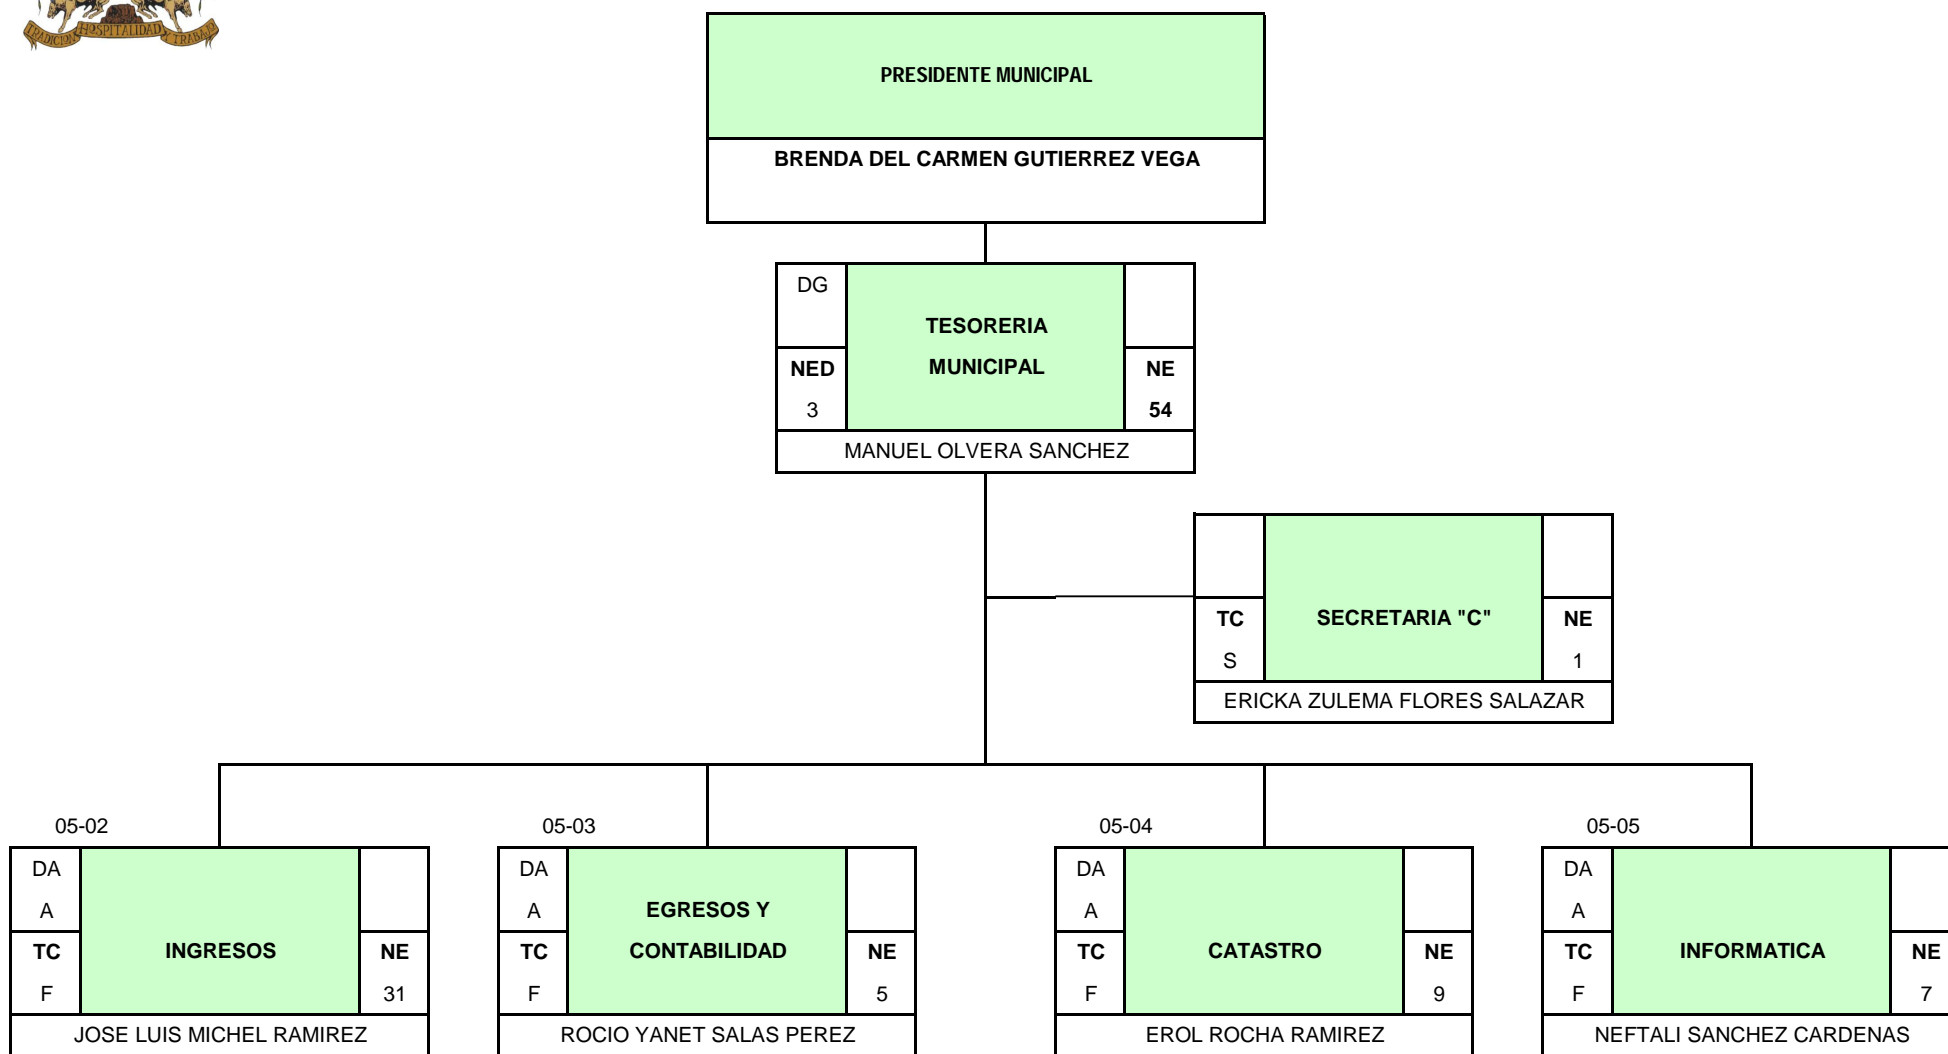 TRADICION HOSPITALIDAD Y TRABAJO
PRESIDENTE MUNICIPAL
BRENDA DEL CARMEN GUTIERREZ VEGA
DG
TESORERIA
MUNICIPAL
NED
NE
3
54
MANUEL OLVERA SANCHEZ
TC
SECRETARIA "C"
NE
S
1
ERICKA ZULEMA FLORES SALAZAR
05-02
05-03
05-04
05-05
DA
A
INGRESOS
TC
NE
F
31
JOSE LUIS MICHEL RAMIREZ
DA
A
EGRESOS Y
CONTABILIDAD
TC
NE
F
5
ROCIO YANET SALAS PEREZ
DA
A
CATASTRO
TC
NE
F
9
EROL ROCHA RAMIREZ
DA
A
INFORMATICA
TC
NE
F
7
NEFTALI SANCHEZ CARDENAS